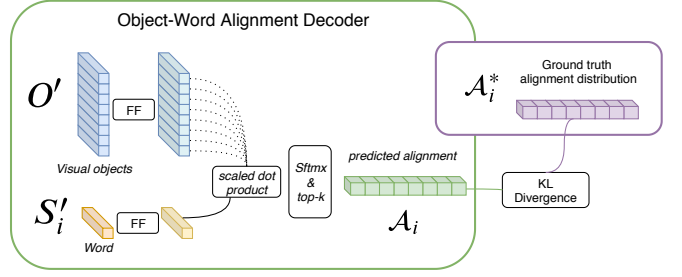 Object-Word Alignment Decoder
O′
FF
Visual objects
S′ᵢ
FF
Word
scaled dot
product
Sftmx
&
top-k
predicted alignment
𝒜ᵢ
Ground truth
alignment distribution
𝒜ᵢ*
KL
Divergence